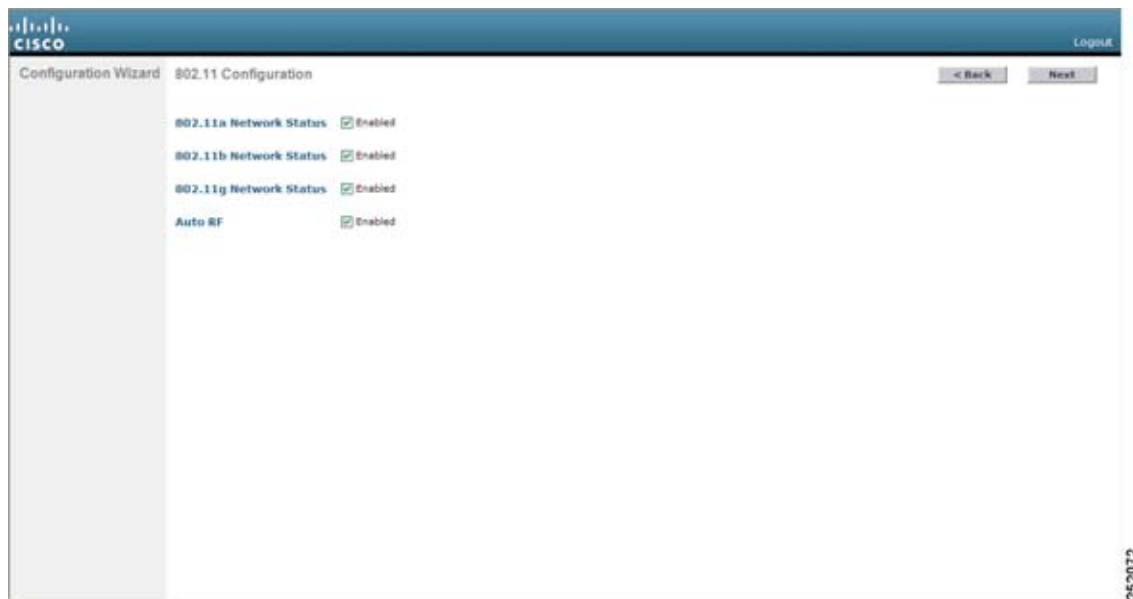 CISCO
Logout
Configuration Wizard
802.11 Configuration
< Back
Next
802.11a Network Status
Enabled
802.11b Network Status
Enabled
802.11g Network Status
Enabled
Auto RF
Enabled
252072